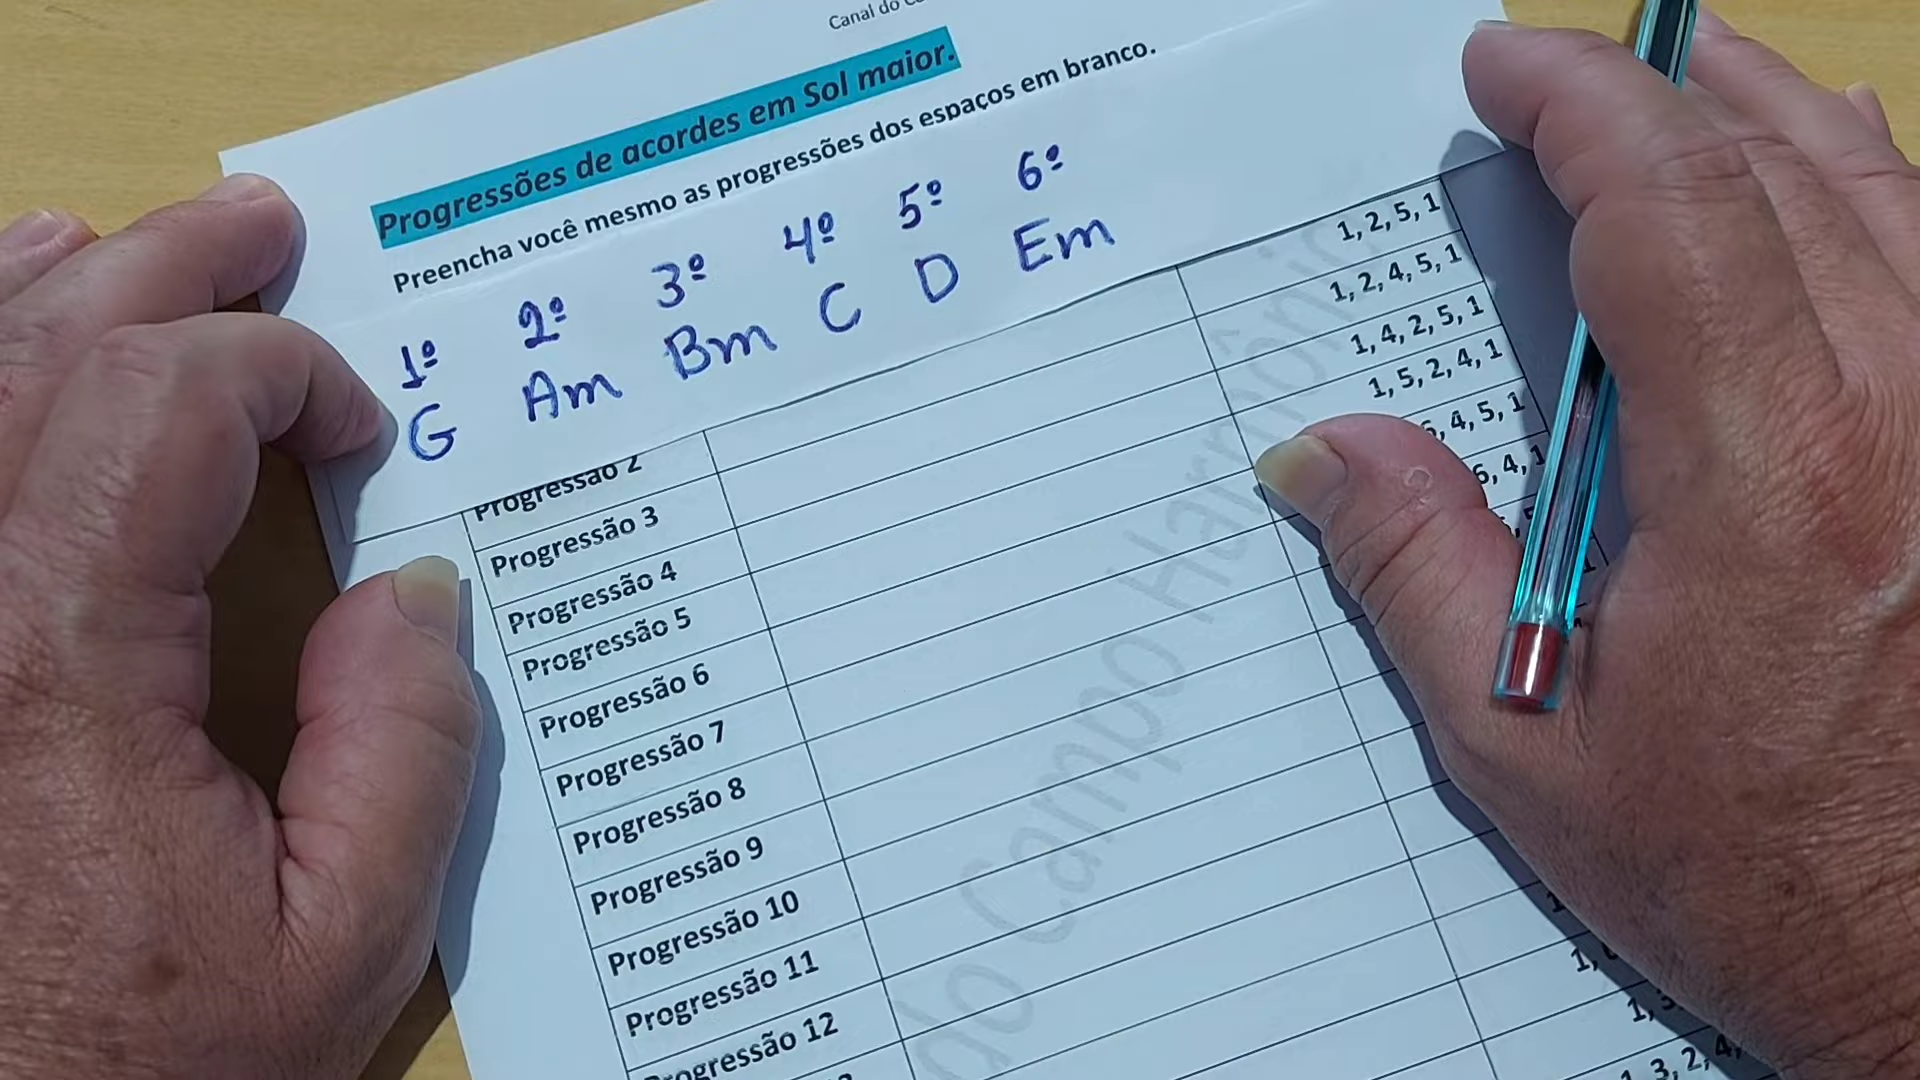 Canal do
Progressões de acordes em Sol maior.
Preencha você mesmo as progressões dos espaços em branco.
1º 2º 3º 4º 5º 6º
G Am Bm C D Em
Progressão 2 1, 2, 5, 1
Progressão 3 1, 2, 4, 5, 1
Progressão 4 1, 4, 2, 5, 1
Progressão 5 1, 5, 2, 4, 1
Progressão 6 6, 4, 5, 1
Progressão 7 6, 4, 1
Progressão 8
Progressão 9
Progressão 10
Progressão 11
Progressão 12
1, 3, 2, 4,
do Campo Harmônico